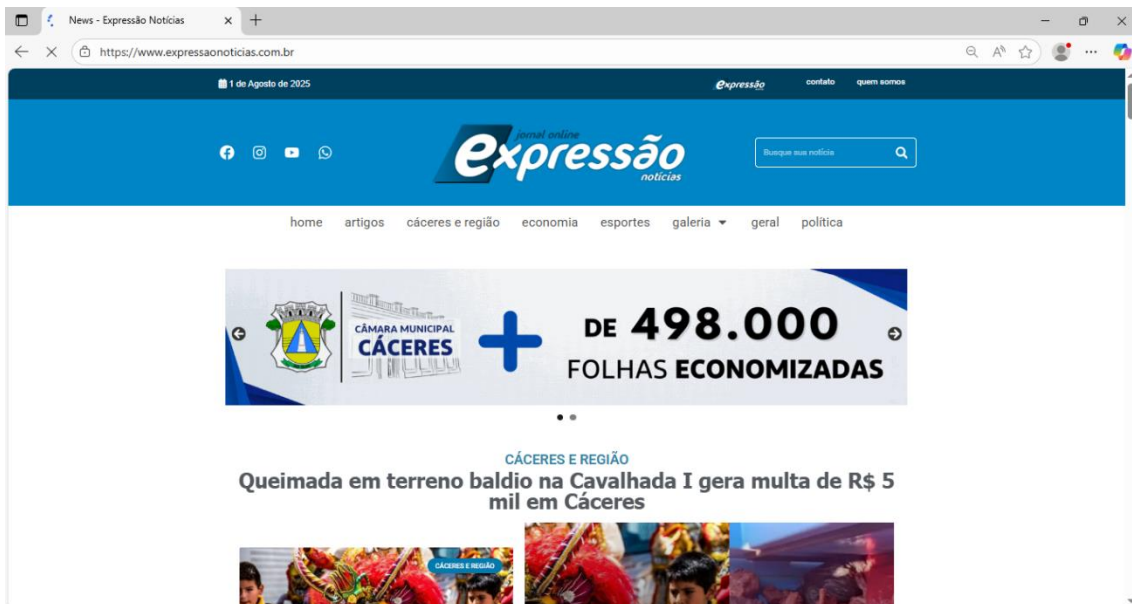 News - Expressão Notícias
https://www.expressaonoticias.com.br
1 de Agosto de 2025
expressão
contato
quem somos
jornal online
expressão
notícias
Busque sua notícia
home artigos cáceres e região economia esportes galeria geral política
CÂMARA MUNICIPAL
CÁCERES
+
DE 498.000
FOLHAS ECONOMIZADAS
CÁCERES E REGIÃO
Queimada em terreno baldio na Cavalhada I gera multa de R$ 5
mil em Cáceres
CÁCERES E REGIÃO